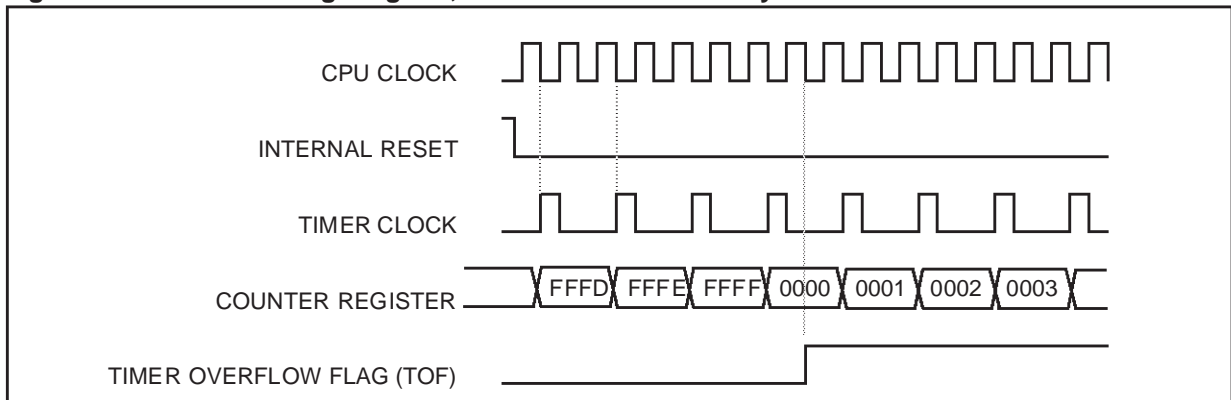 CPU CLOCK
INTERNAL RESET
TIMER CLOCK
FFFD FFFE FFFF 0000 0001 0002 0003
COUNTER REGISTER
TIMER OVERFLOW FLAG (TOF)